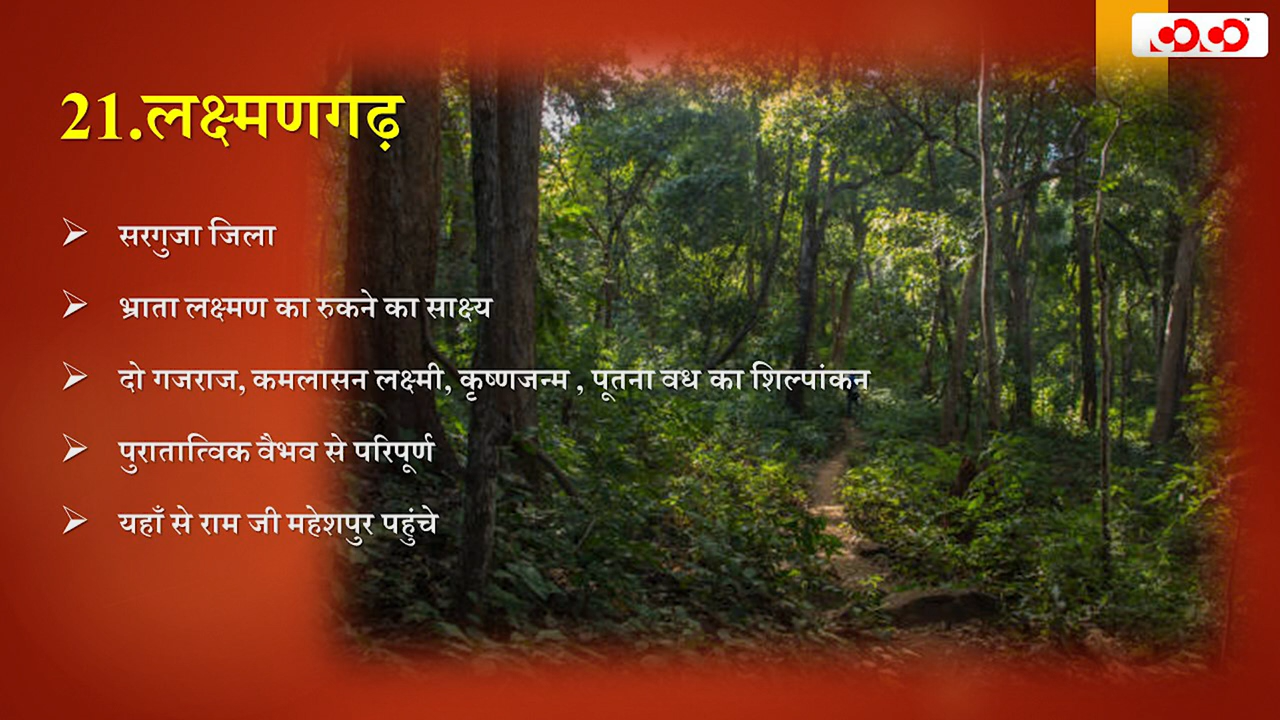 21.लक्ष्मणगढ़
सरगुजा जिला
भ्राता लक्ष्मण का रुकने का साक्ष्य
दो गजराज, कमलासन लक्ष्मी, कृष्णजन्म , पूतना वध का शिल्पांकन
पुरातात्विक वैभव से परिपूर्ण
यहाँ से राम जी महेशपुर पहुंचे